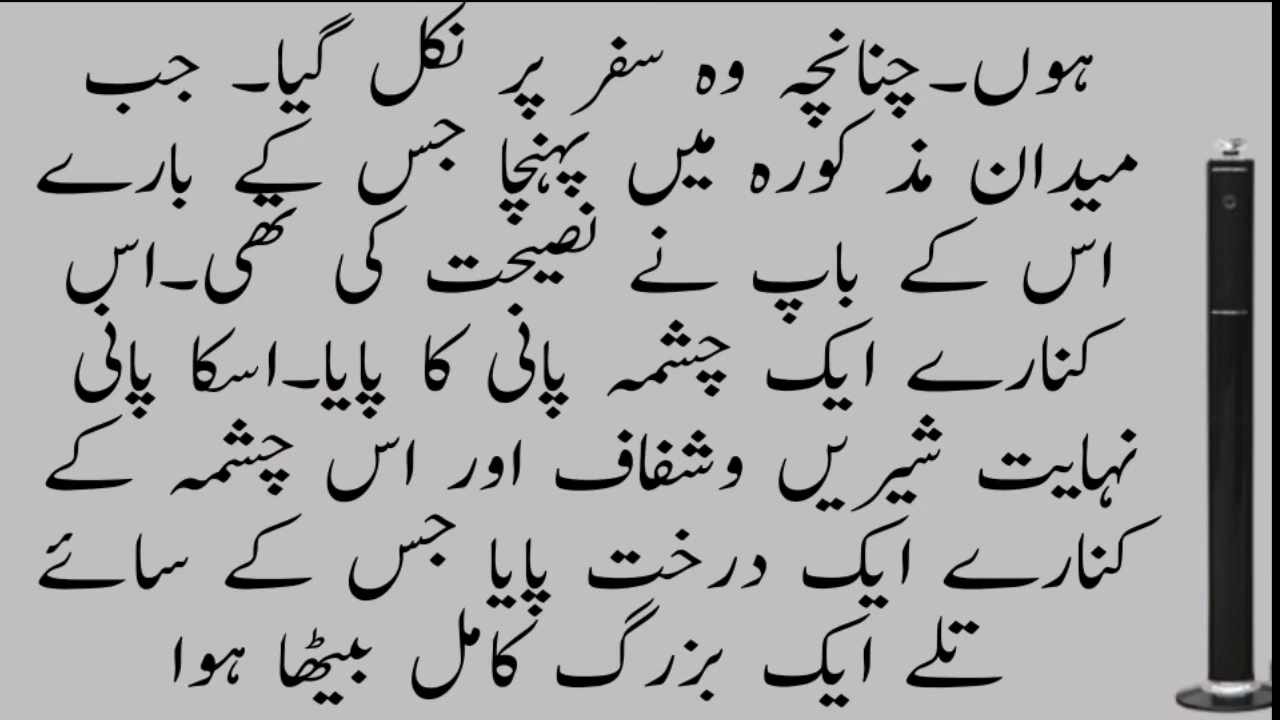 ہوں۔چنانچہ وہ سفر پر نکل گیا۔ جب
میدان مذکورہ میں پہنچا جس کے بارے
اس کے باپ نے نصیحت کی تھی۔اس
کنارے ایک چشمہ پانی کا پایا۔اسکا پانی
نہایت شیریں وشفاف اور اس چشمہ کے
کنارے ایک درخت پایا جس کے سائے
تلے ایک بزرگ کامل بیٹھا ہوا